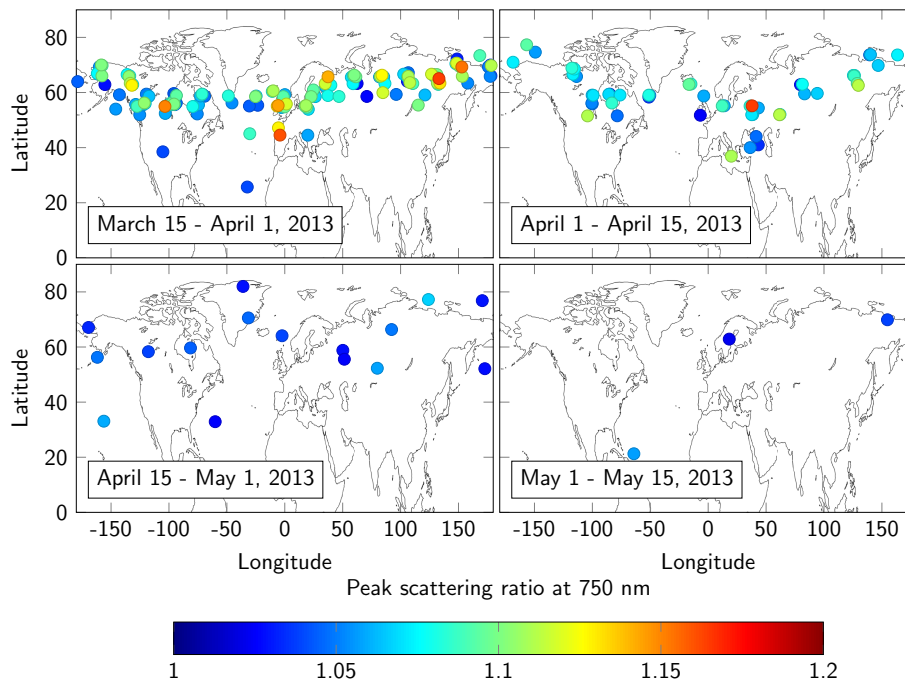 80
60
40
20
0
Latitude
March 15 - April 1, 2013
April 1 - April 15, 2013
80
60
40
20
0
Latitude
April 15 - May 1, 2013
May 1 - May 15, 2013
-150 -100 -50 0 50 100 150
-150 -100 -50 0 50 100 150
Longitude
Longitude
Peak scattering ratio at 750 nm
1 1.05 1.1 1.15 1.2